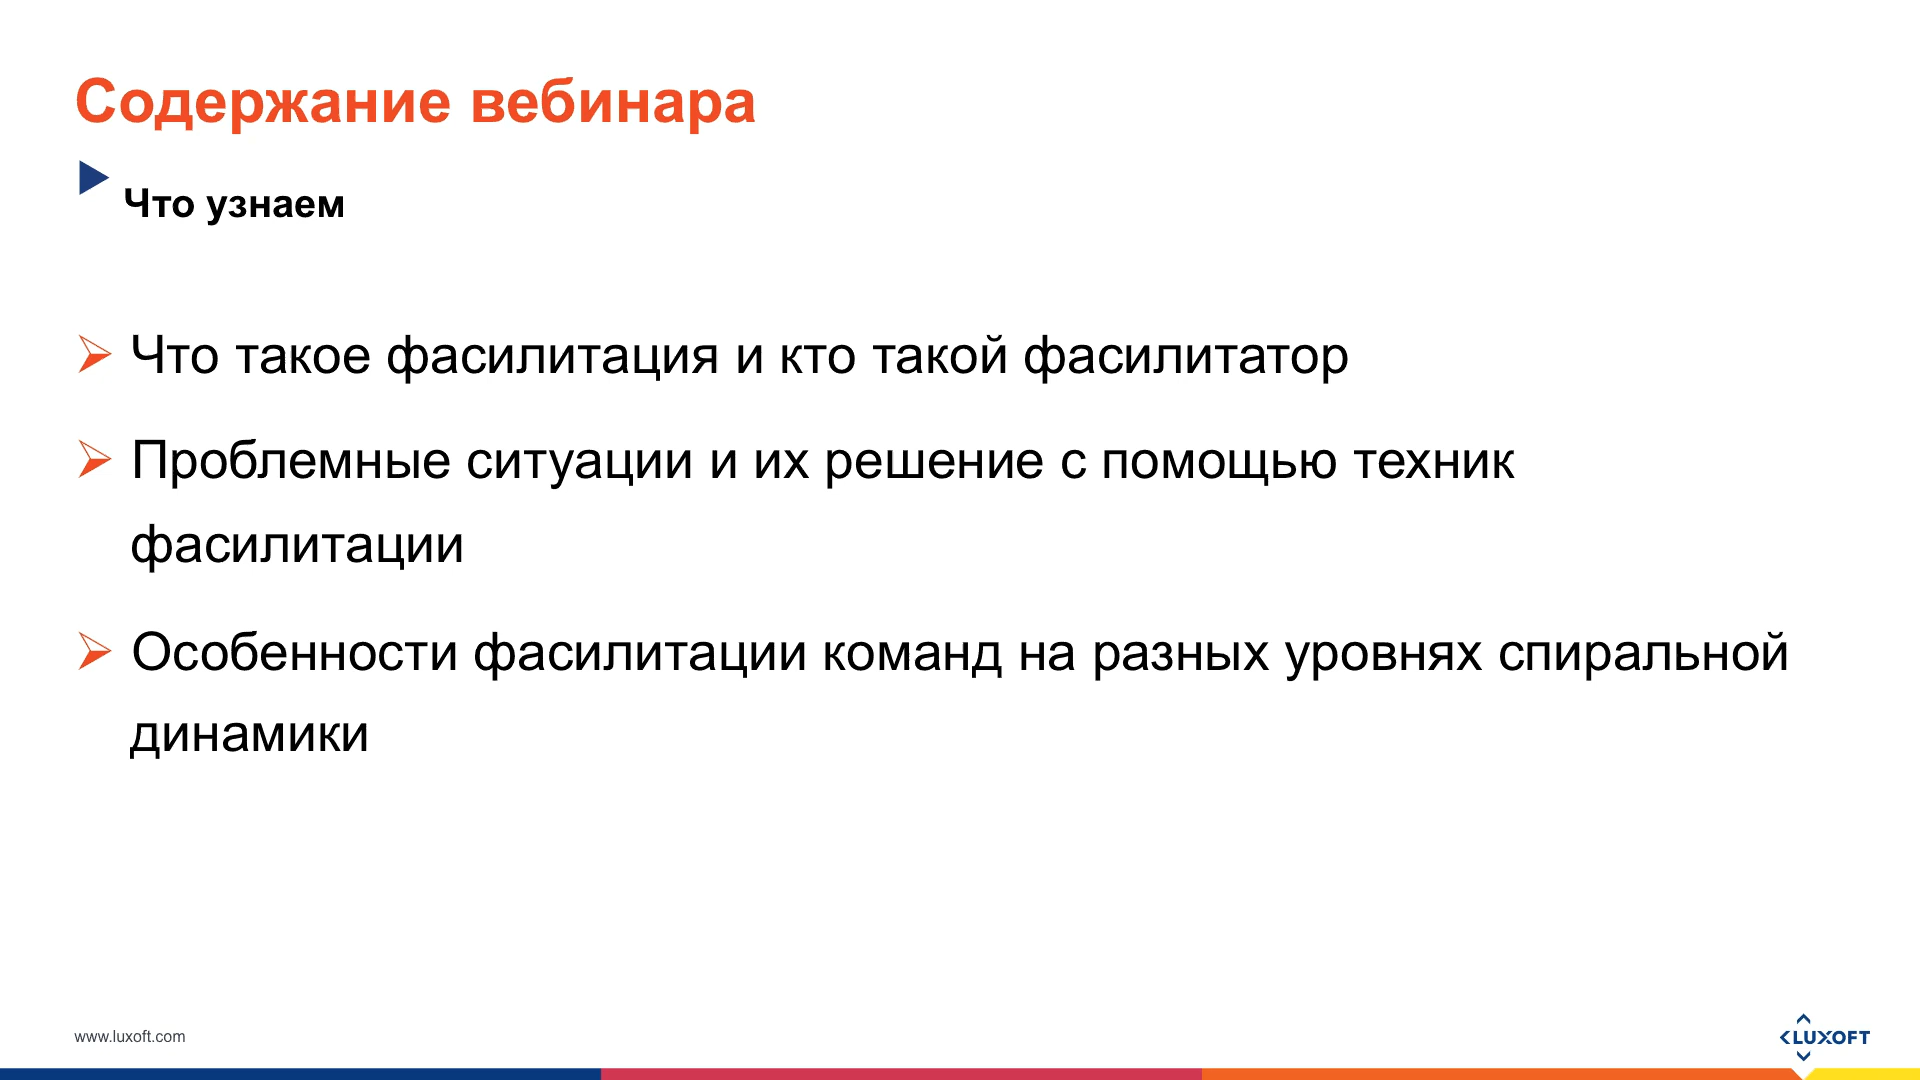 Содержание вебинара
Что узнаем
Что такое фасилитация и кто такой фасилитатор
Проблемные ситуации и их решение с помощью техник
фасилитации
Особенности фасилитации команд на разных уровнях спиральной
динамики
www.luxoft.com
LUXOFT